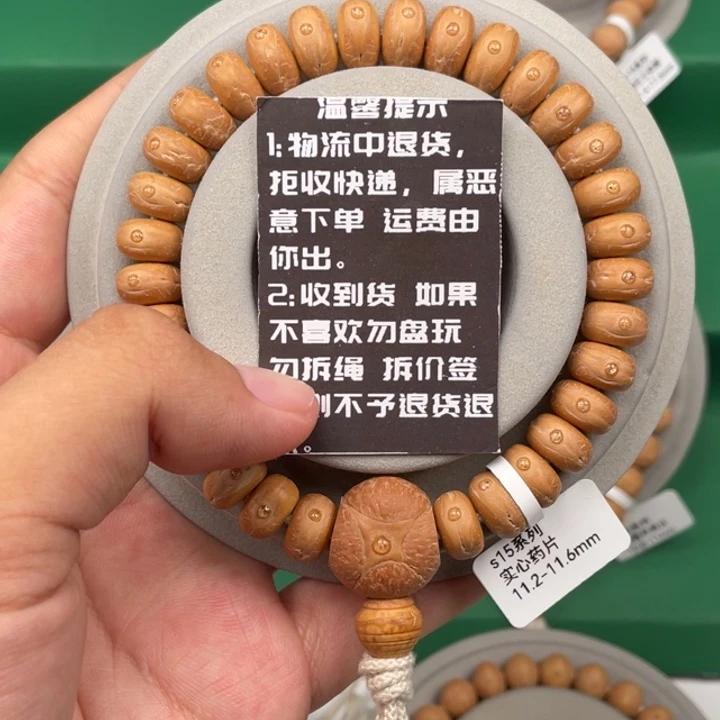 温馨提示
1:物流中退货，
拒收快递，属恶
意下单 运费由
你出。
2:收到货 如果
不喜欢勿盘玩
勿拆绳 拆价签
则不予退货退
。
s15系列
实心药片
11.2-11.6mm